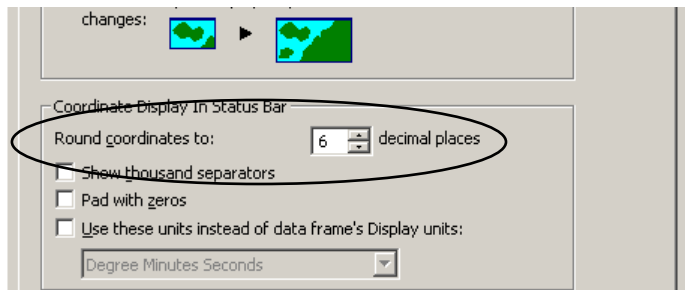 changes:
Coordinate Display In Status Bar
Round coordinates to: 6 decimal places
Show thousand separators
Pad with zeros
Use these units instead of data frame's Display units:
Degree Minutes Seconds